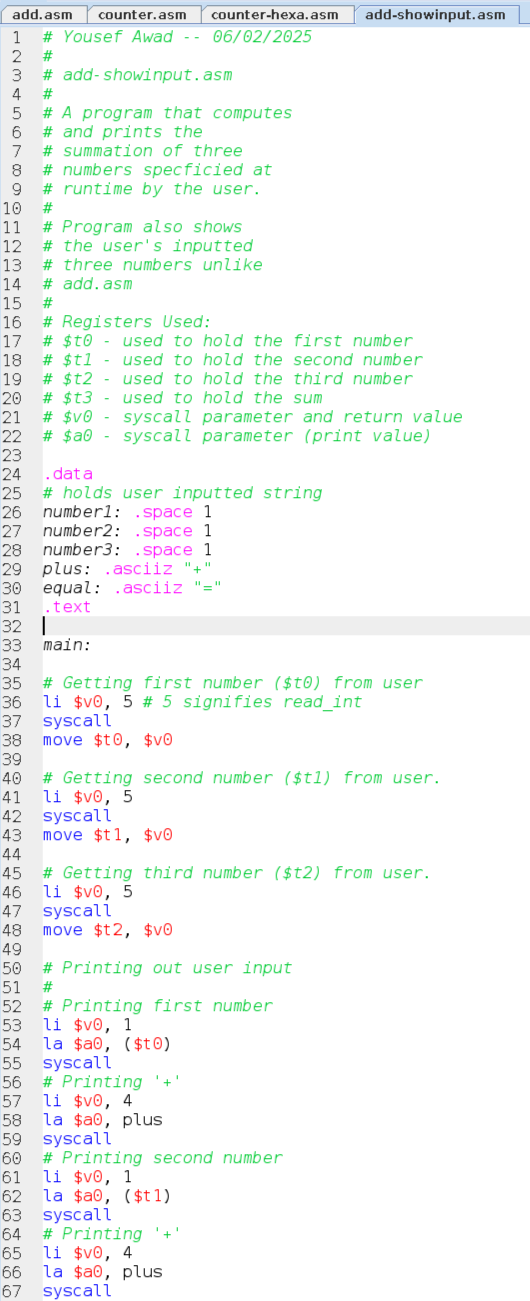 add.asm counter.asm counter-hexa.asm add-showinput.asm
1 # Yousef Awad -- 06/02/2025
2 #
3 # add-showinput.asm
4 #
5 # A program that computes
6 # and prints the
7 # summation of three
8 # numbers specficied at
9 # runtime by the user.
10 #
11 # Program also shows
12 # the user's inputted
13 # three numbers unlike
14 # add.asm
15 #
16 # Registers Used:
17 # $t0 - used to hold the first number
18 # $t1 - used to hold the second number
19 # $t2 - used to hold the third number
20 # $t3 - used to hold the sum
21 # $v0 - syscall parameter and return value
22 # $a0 - syscall parameter (print value)
23
24 .data
25 # holds user inputted string
26 number1: .space 1
27 number2: .space 1
28 number3: .space 1
29 plus: .asciiz "+"
30 equal: .asciiz "="
31 .text
32
33 main:
34
35 # Getting first number ($t0) from user
36 li $v0, 5 # 5 signifies read_int
37 syscall
38 move $t0, $v0
39
40 # Getting second number ($t1) from user.
41 li $v0, 5
42 syscall
43 move $t1, $v0
44
45 # Getting third number ($t2) from user.
46 li $v0, 5
47 syscall
48 move $t2, $v0
49
50 # Printing out user input
51 #
52 # Printing first number
53 li $v0, 1
54 la $a0, ($t0)
55 syscall
56 # Printing '+'
57 li $v0, 4
58 la $a0, plus
59 syscall
60 # Printing second number
61 li $v0, 1
62 la $a0, ($t1)
63 syscall
64 # Printing '+'
65 li $v0, 4
66 la $a0, plus
67 syscall